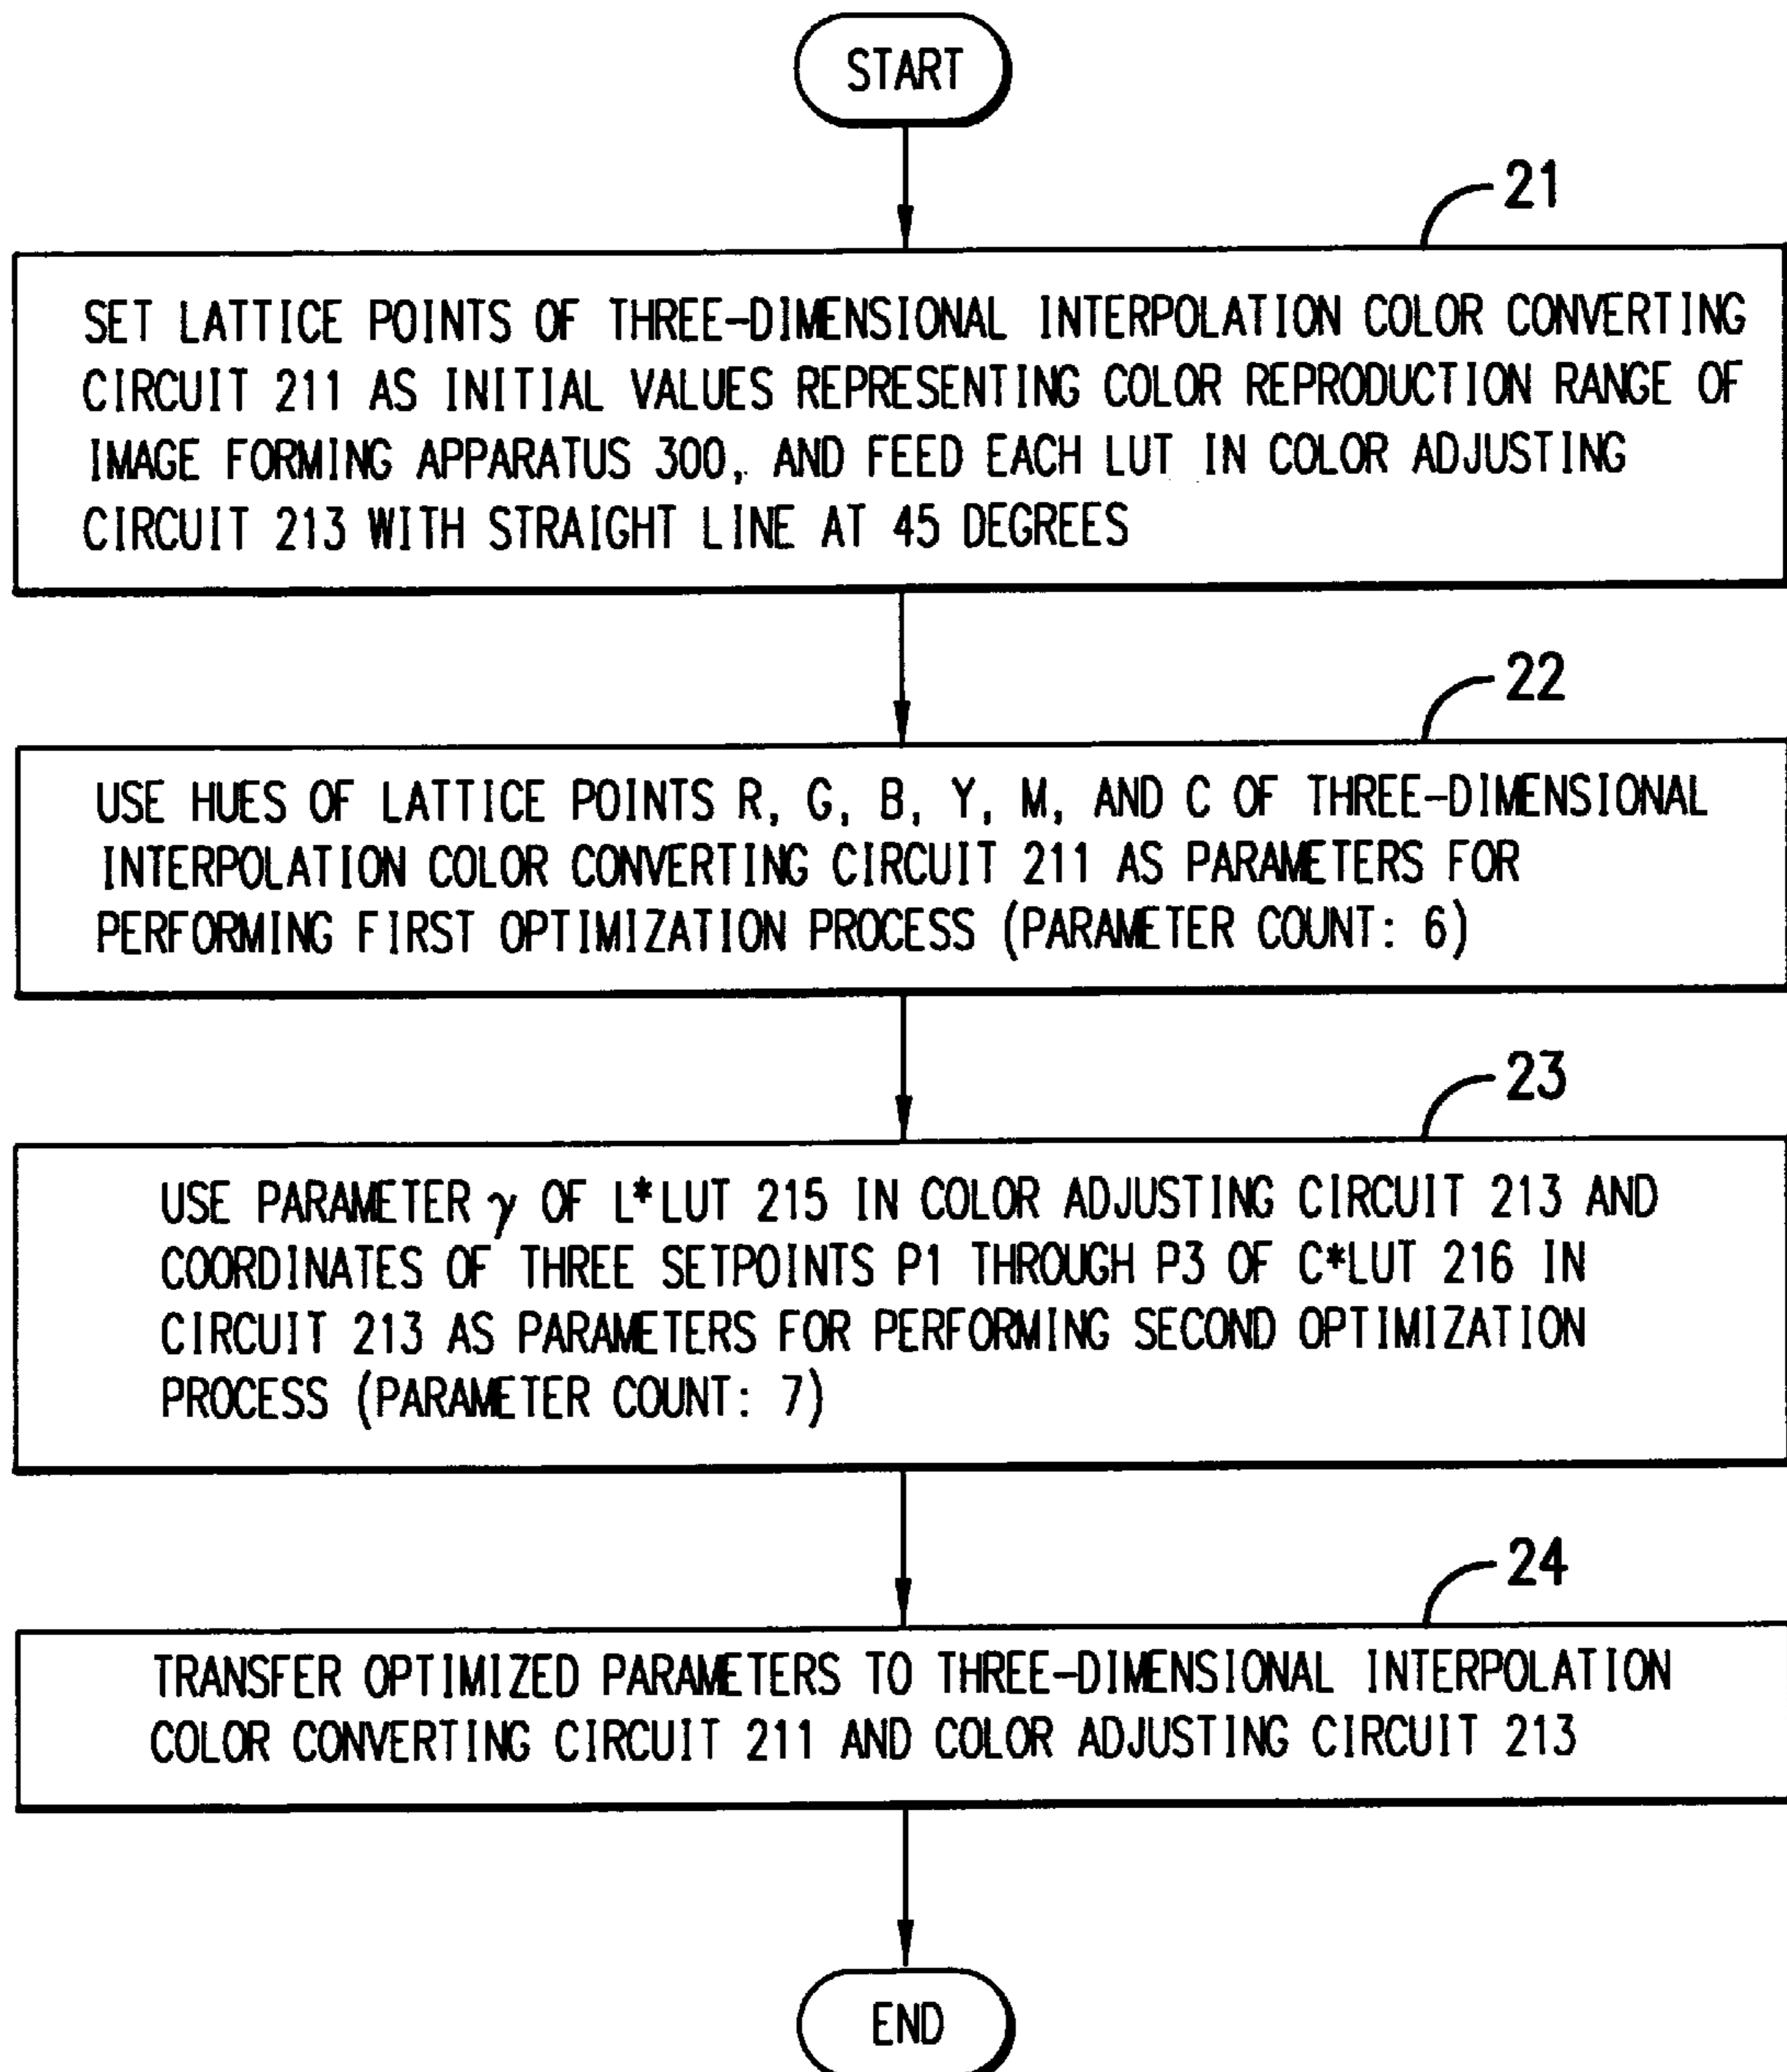 START
21
SET LATTICE POINTS OF THREE-DIMENSIONAL INTERPOLATION COLOR CONVERTING
CIRCUIT 211 AS INITIAL VALUES REPRESENTING COLOR REPRODUCTION RANGE OF
IMAGE FORMING APPARATUS 300, AND FEED EACH LUT IN COLOR ADJUSTING
CIRCUIT 213 WITH STRAIGHT LINE AT 45 DEGREES
22
USE HUES OF LATTICE POINTS R, G, B, Y, M, AND C OF THREE-DIMENSIONAL
INTERPOLATION COLOR CONVERTING CIRCUIT 211 AS PARAMETERS FOR
PERFORMING FIRST OPTIMIZATION PROCESS (PARAMETER COUNT: 6)
23
USE PARAMETER γ OF L*LUT 215 IN COLOR ADJUSTING CIRCUIT 213 AND
COORDINATES OF THREE SETPOINTS P1 THROUGH P3 OF C*LUT 216 IN
CIRCUIT 213 AS PARAMETERS FOR PERFORMING SECOND OPTIMIZATION
PROCESS (PARAMETER COUNT: 7)
24
TRANSFER OPTIMIZED PARAMETERS TO THREE-DIMENSIONAL INTERPOLATION
COLOR CONVERTING CIRCUIT 211 AND COLOR ADJUSTING CIRCUIT 213
END